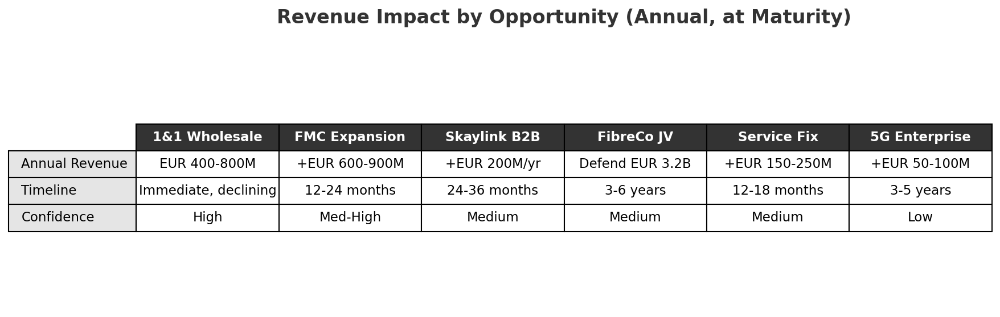 Revenue Impact by Opportunity (Annual, at Maturity)
1&1 Wholesale FMC Expansion Skaylink B2B FibreCo JV Service Fix 5G Enterprise
Annual Revenue EUR 400-800M +EUR 600-900M +EUR 200M/yr Defend EUR 3.2B +EUR 150-250M +EUR 50-100M
Timeline Immediate, declining 12-24 months 24-36 months 3-6 years 12-18 months 3-5 years
Confidence High Med-High Medium Medium Medium Low